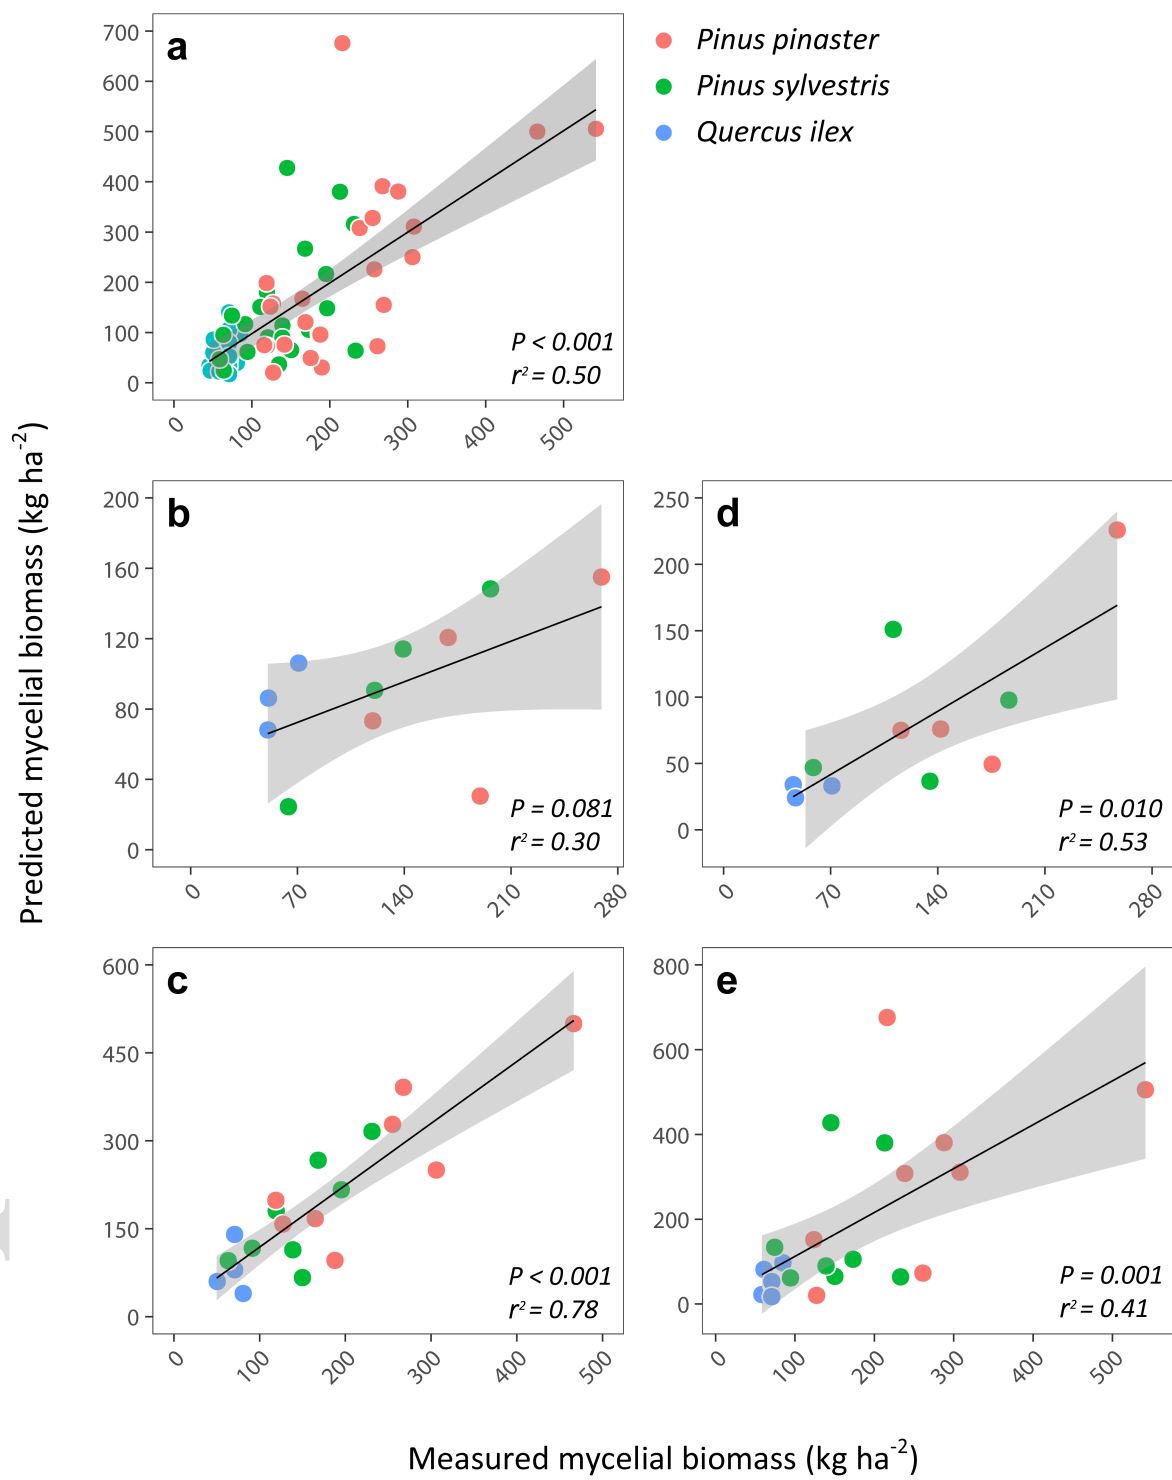 a
Pinus pinaster
Pinus sylvestris
Quercus ilex
700
600
500
400
300
200
100
0
P < 0.001
r² = 0.50
0 100 200 300 400 500
Predicted mycelial biomass (kg ha⁻²)
b
200
160
120
80
40
0
P = 0.081
r² = 0.30
0 70 140 210 280
d
250
200
150
100
50
0
P = 0.010
r² = 0.53
0 70 140 210 280
c
600
450
300
150
0
P < 0.001
r² = 0.78
0 100 200 300 400 500
e
800
600
400
200
0
P = 0.001
r² = 0.41
0 100 200 300 400 500
Measured mycelial biomass (kg ha⁻²)